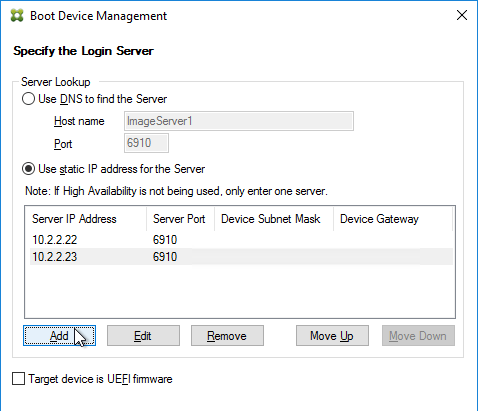 Boot Device Management
Specify the Login Server
Server Lookup
Use DNS to find the Server
Host name ImageServer1
Port 6910
Use static IP address for the Server
Note: If High Availability is not being used, only enter one server.
Server IP Address Server Port Device Subnet Mask Device Gateway
10.2.2.22 6910
10.2.2.23 6910
Add Edit Remove Move Up Move Down
Target device is UEFI firmware